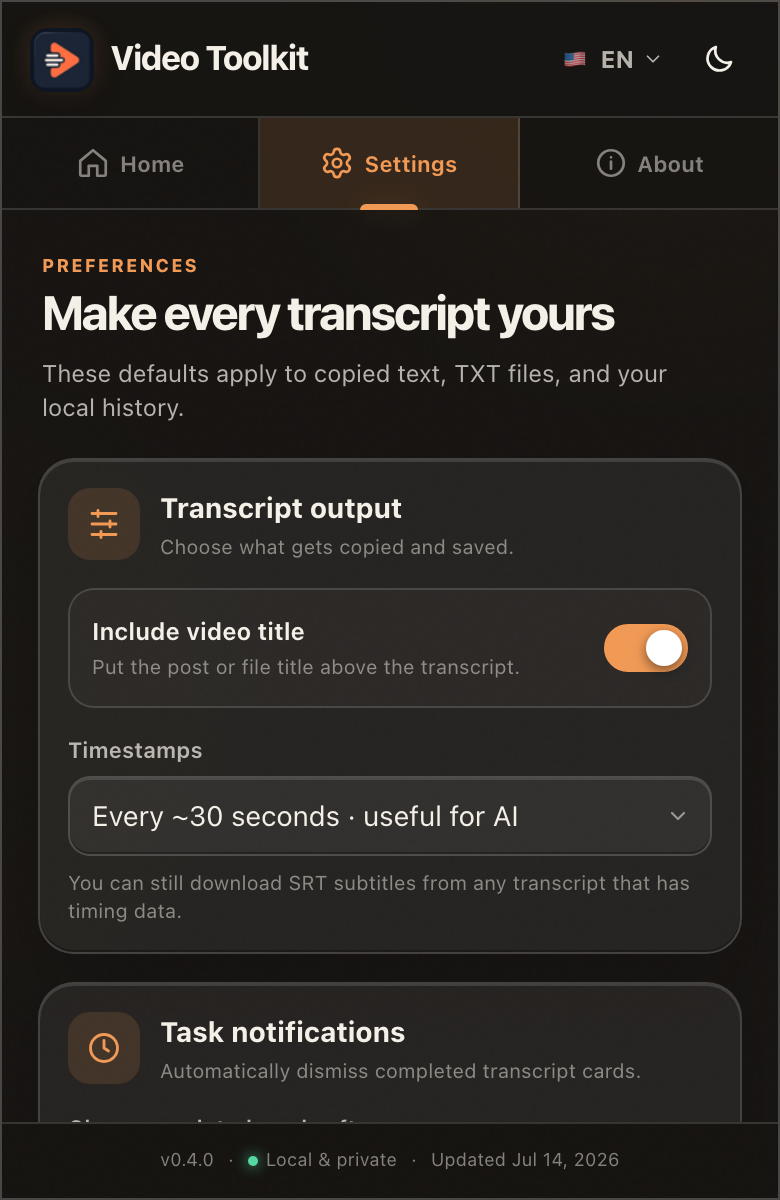 Video Toolkit
EN
Home
Settings
About
PREFERENCES
Make every transcript yours
These defaults apply to copied text, TXT files, and your
local history.
Transcript output
Choose what gets copied and saved.
Include video title
Put the post or file title above the transcript.
Timestamps
Every ~30 seconds · useful for AI
You can still download SRT subtitles from any transcript that has
timing data.
Task notifications
Automatically dismiss completed transcript cards.
v0.4.0 · Local & private · Updated Jul 14, 2026